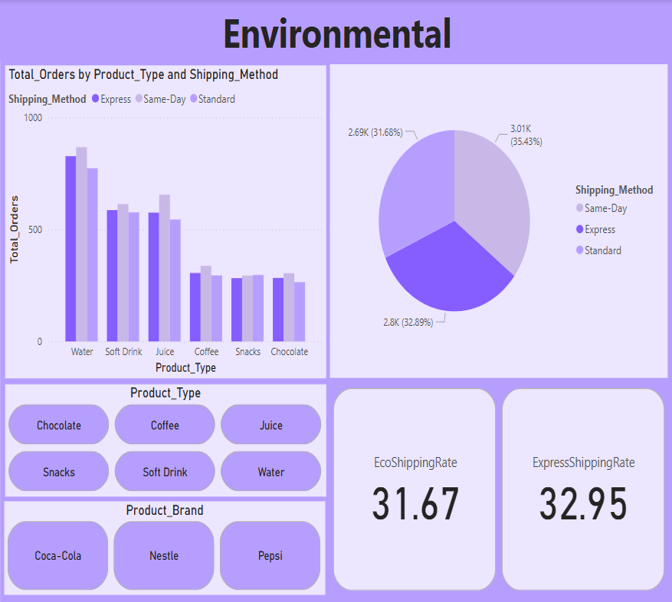 Environmental
Total_Orders by Product_Type and Shipping_Method
Shipping_Method Express Same-Day Standard
1000
500
0
Total_Orders
Water Soft Drink Juice Coffee Snacks Chocolate
Product_Type
2.69K (31.68%)
3.01K
(35.43%)
2.8K (32.89%)
Shipping_Method
Same-Day
Express
Standard
Product_Type
Chocolate Coffee Juice
Snacks Soft Drink Water
Product_Brand
Coca-Cola Nestle Pepsi
EcoShippingRate
31.67
ExpressShippingRate
32.95